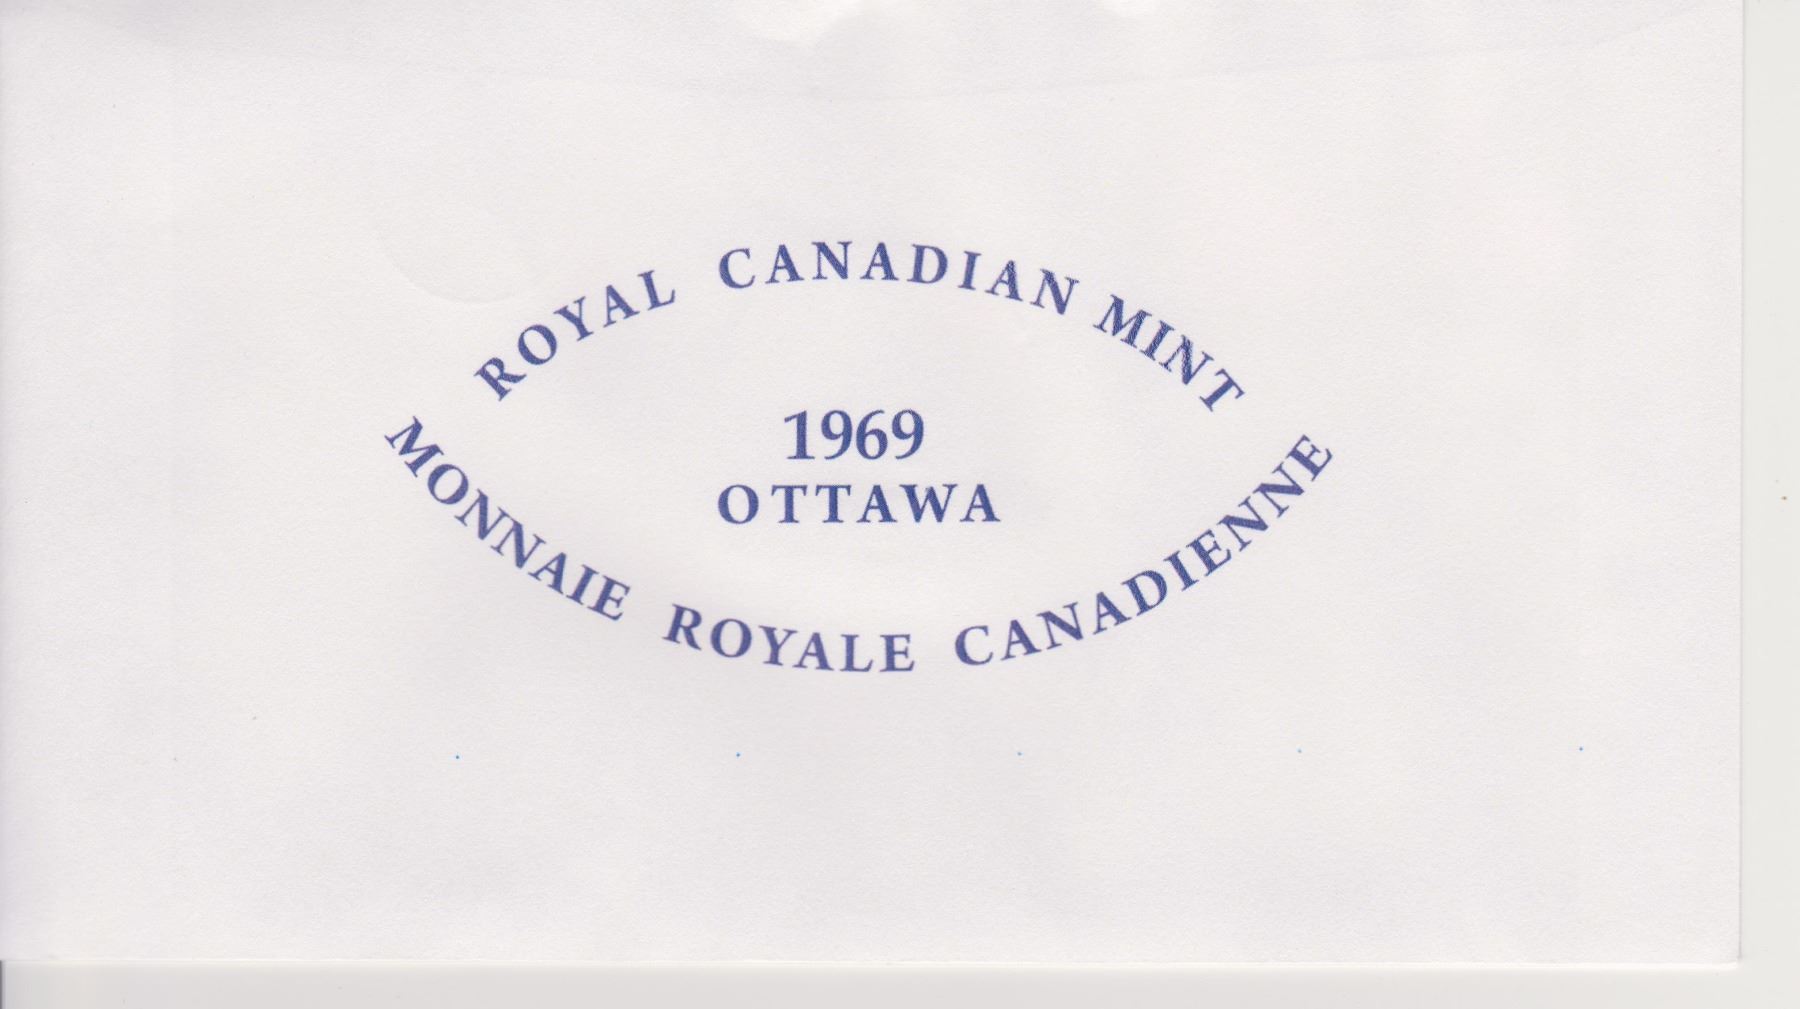 ROYAL CANADIAN MINT
1969
OTTAWA
MONNAIE ROYALE CANADIENNE